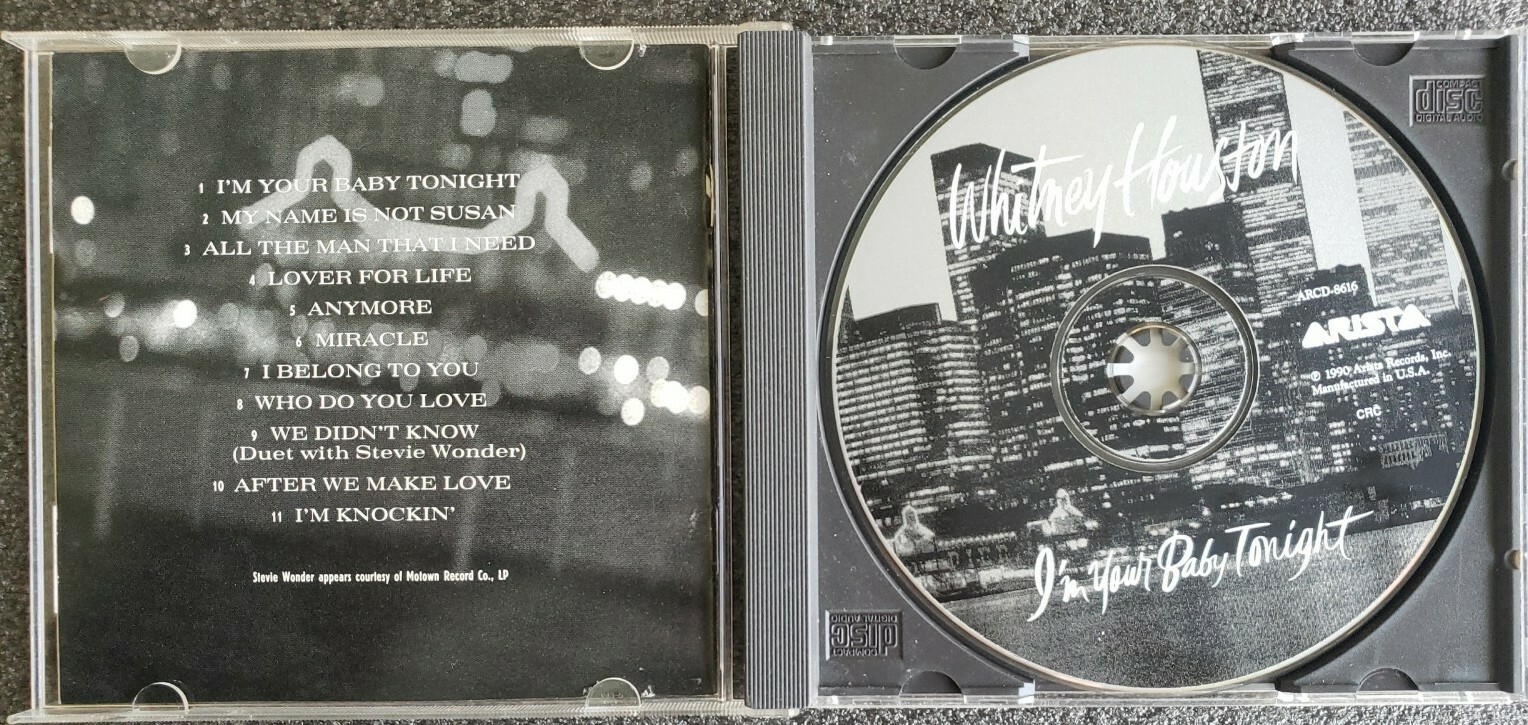 1 I'M YOUR BABY TONIGHT
2 MY NAME IS NOT SUSAN
3 ALL THE MAN THAT I NEED
4 LOVER FOR LIFE
5 ANYMORE
6 MIRACLE
7 I BELONG TO YOU
8 WHO DO YOU LOVE
9 WE DIDN'T KNOW
(Duet with Stevie Wonder)
10 AFTER WE MAKE LOVE
11 I'M KNOCKIN'
Stevie Wonder appears courtesy of Motown Record Co., LP
COMPACT
disc
DIGITAL AUDIO
Whitney Houston
ARCD-8616
ARISTA
℗ 1990 Arista Records, Inc.
Manufactured in U.S.A.
CRC
I'm Your Baby Tonight
COMPACT
disc
DIGITAL AUDIO